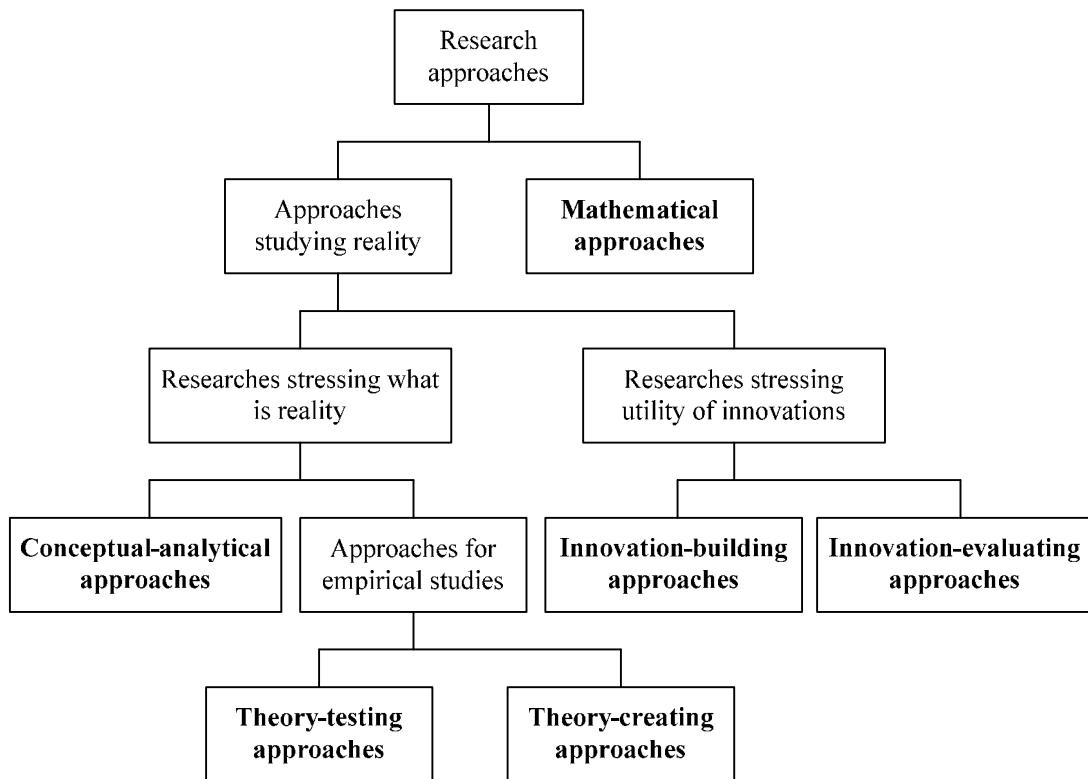 Research
approaches
Approaches
studying reality
Mathematical
approaches
Researches stressing what
is reality
Researches stressing
utility of innovations
Conceptual-analytical
approaches
Approaches for
empirical studies
Innovation-building
approaches
Innovation-evaluating
approaches
Theory-testing
approaches
Theory-creating
approaches